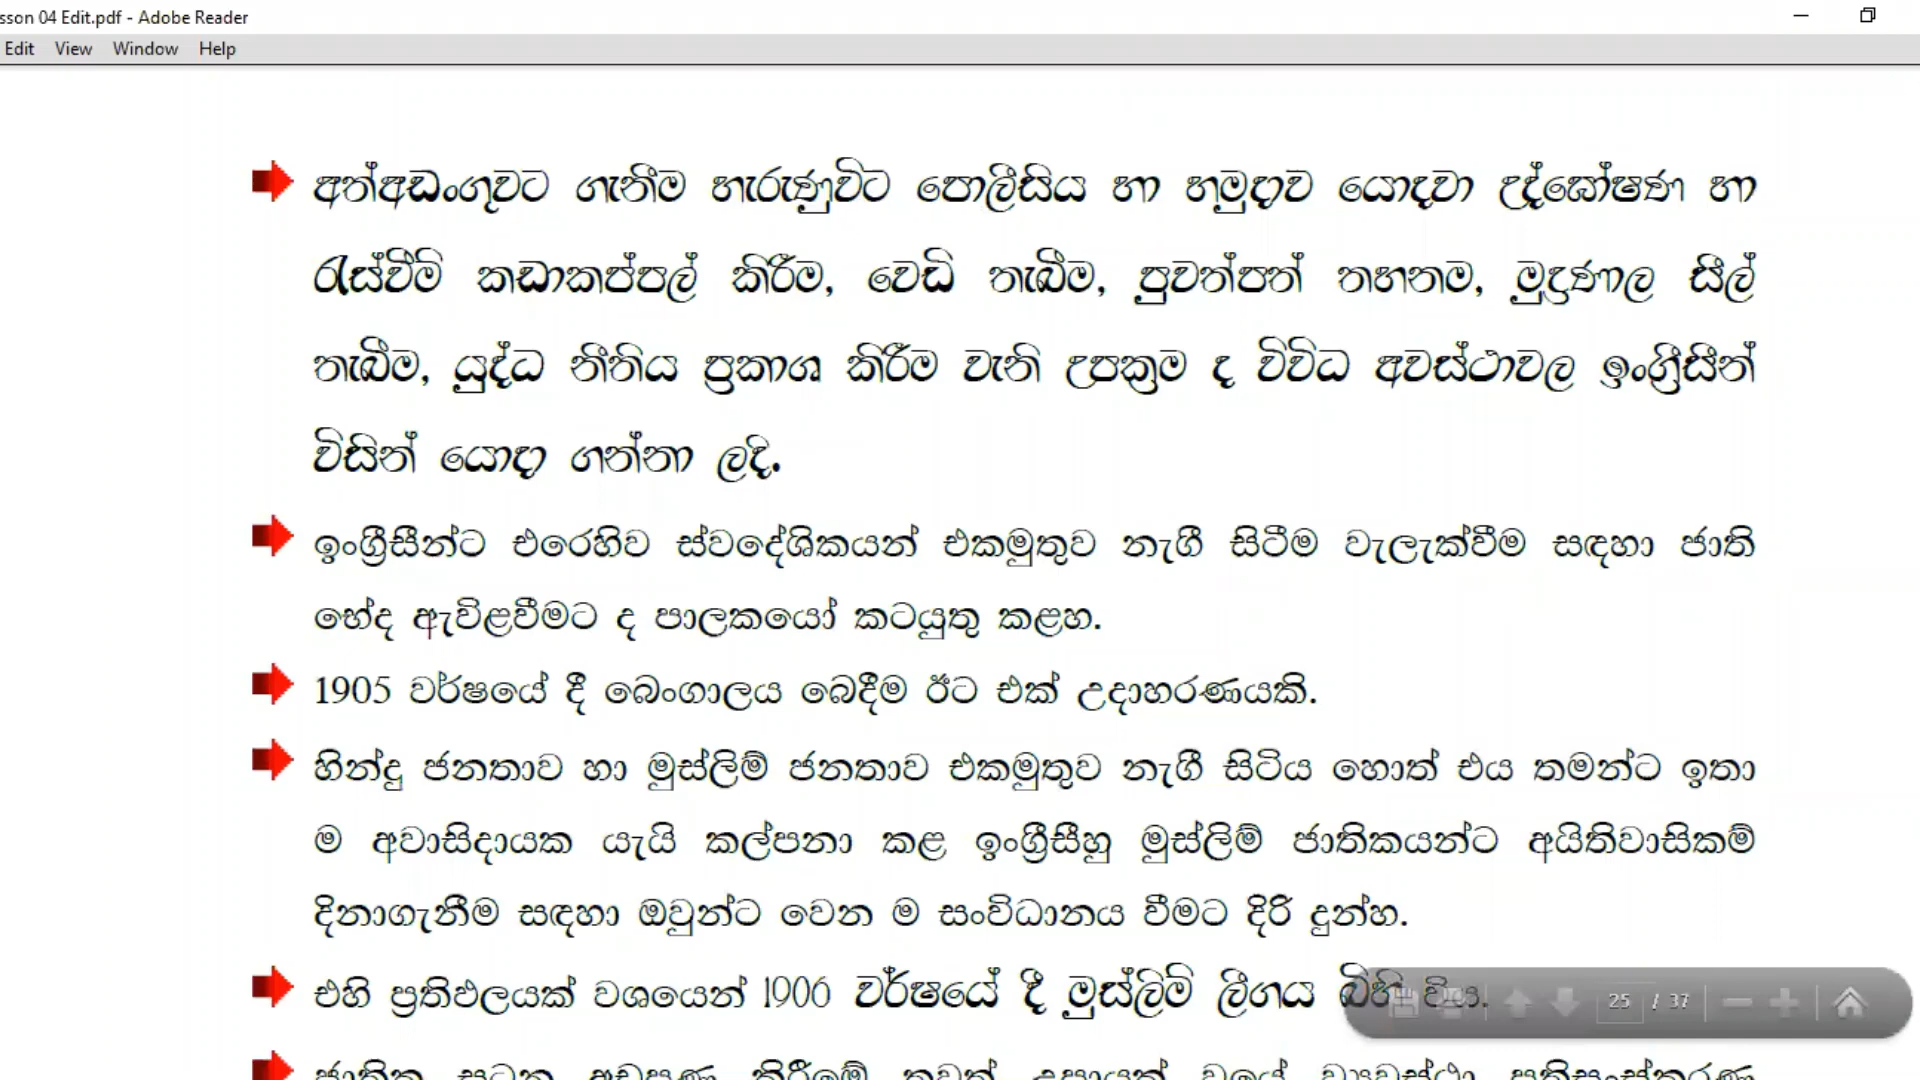 sson 04 Edit.pdf - Adobe Reader
Edit View Window Help
අත්අඩංගුවට ගැනීම හැරුණුවිට පොලීසිය හා හමුදාව යොදවා උද්ඝෝෂණ හා
රැස්වීම් කඩාකප්පල් කිරීම, වෙඩි තැබීම, පුවත්පත් තහනම, මුද්‍රණාල සීල්
තැබීම, යුද්ධ නීතිය ප්‍රකාශ කිරීම වැනි උපක්‍රම ද විවිධ අවස්ථාවල ඉංග්‍රීසීන්
විසින් යොදා ගන්නා ලදි.
ඉංග්‍රීසීන්ට එරෙහිව ස්වදේශිකයන් එකමුතුව නැගී සිටීම වැලැක්වීම සඳහා ජාති
භේද ඇවිළවීමට ද පාලකයෝ කටයුතු කළහ.
1905 වර්ෂයේ දී බෙංගාලය බෙදීම ඊට එක් උදාහරණයකි.
හින්දු ජනතාව හා මුස්ලිම් ජනතාව එකමුතුව නැගී සිටිය හොත් එය තමන්ට ඉතා
ම අවාසිදායක යැයි කල්පනා කළ ඉංග්‍රීසීහු මුස්ලිම් ජාතිකයන්ට අයිතිවාසිකම්
දිනාගැනීම සඳහා ඔවුන්ට වෙන ම සංවිධානය වීමට දිරි දුන්හ.
එහි ප්‍රතිඵලයක් වශයෙන් 1906 වර්ෂයේ දී මුස්ලිම් ලීගය බිහි විය.
25 / 37